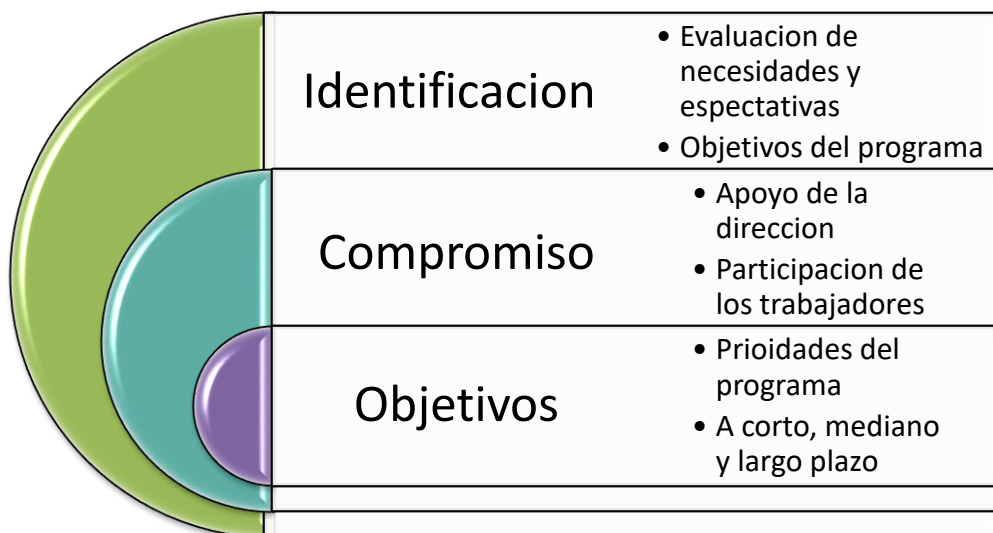 Identificacion
• Evaluacion de
necesidades y
espectativas
• Objetivos del programa
Compromiso
• Apoyo de la
direccion
• Participacion de
los trabajadores
Objetivos
• Prioidades del
programa
• A corto, mediano
y largo plazo